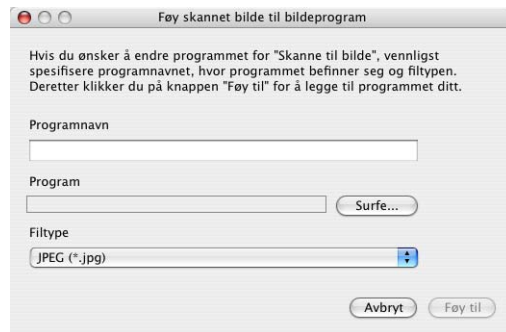 Føy skannet bilde til bildeprogram
Hvis du ønsker å endre programmet for "Skanne til bilde", vennligst
spesifisere programnavnet, hvor programmet befinner seg og filtypen.
Deretter klikker du på knappen "Føy til" for å legge til programmet ditt.
Programnavn
Program
Surfe...
Filtype
JPEG (*.jpg)
Avbryt Føy til